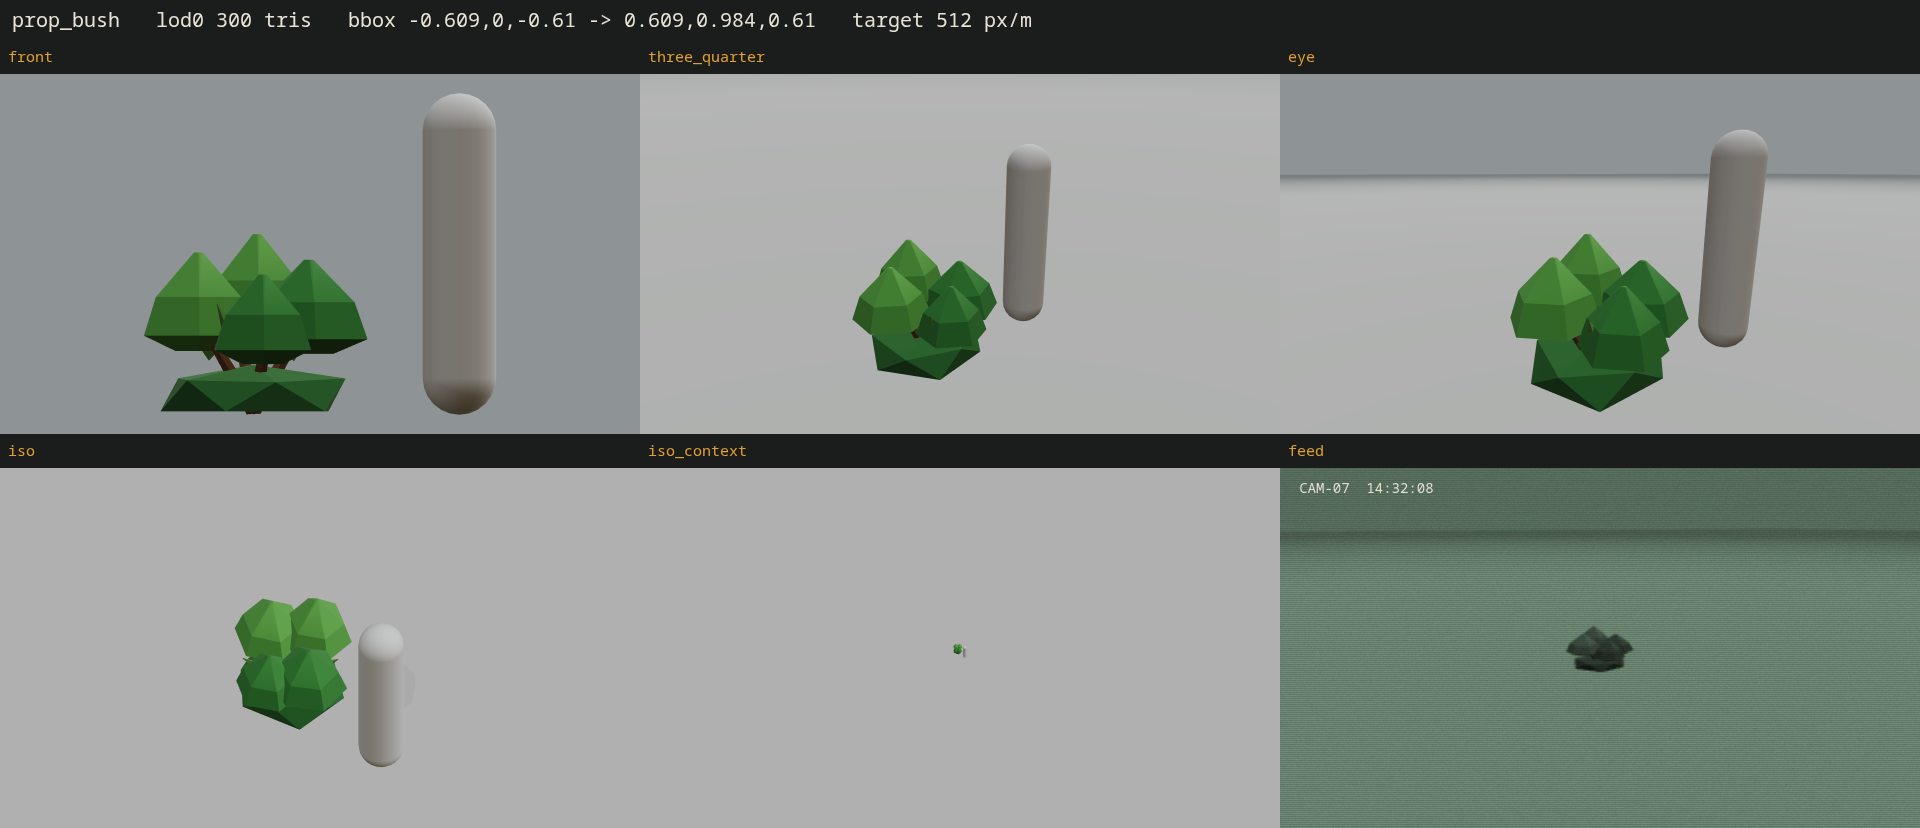 prop_bush   lod0 300 tris   bbox -0.609,0,-0.61 -> 0.609,0.984,0.61   target 512 px/m
front
three_quarter
eye
iso
iso_context
feed
CAM-07  14:32:08